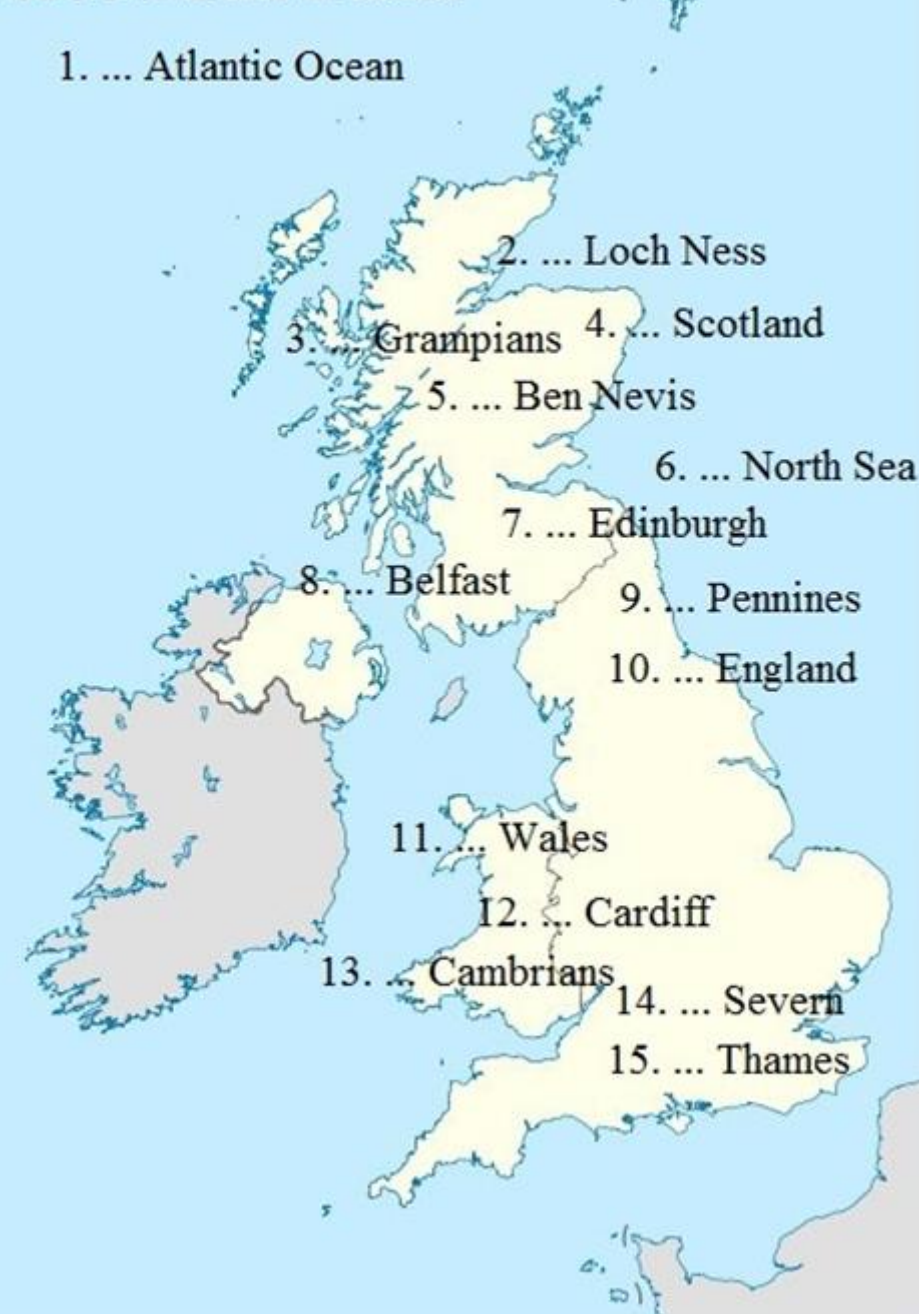 1. ... Atlantic Ocean
2. ... Loch Ness
3. ... Grampians
4. ... Scotland
5. ... Ben Nevis
6. ... North Sea
7. ... Edinburgh
8. ... Belfast
9. ... Pennines
10. ... England
11. ... Wales
12. ... Cardiff
13. ... Cambrians
14. ... Severn
15. ... Thames